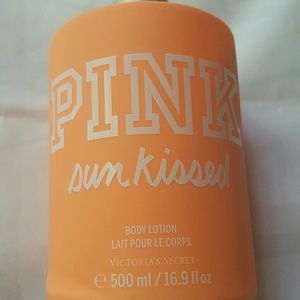 PINK
sun kissed
BODY LOTION
LAIT POUR LE CORPS
VICTORIA'S SECRET
℮ 500 ml / 16.9 fl oz